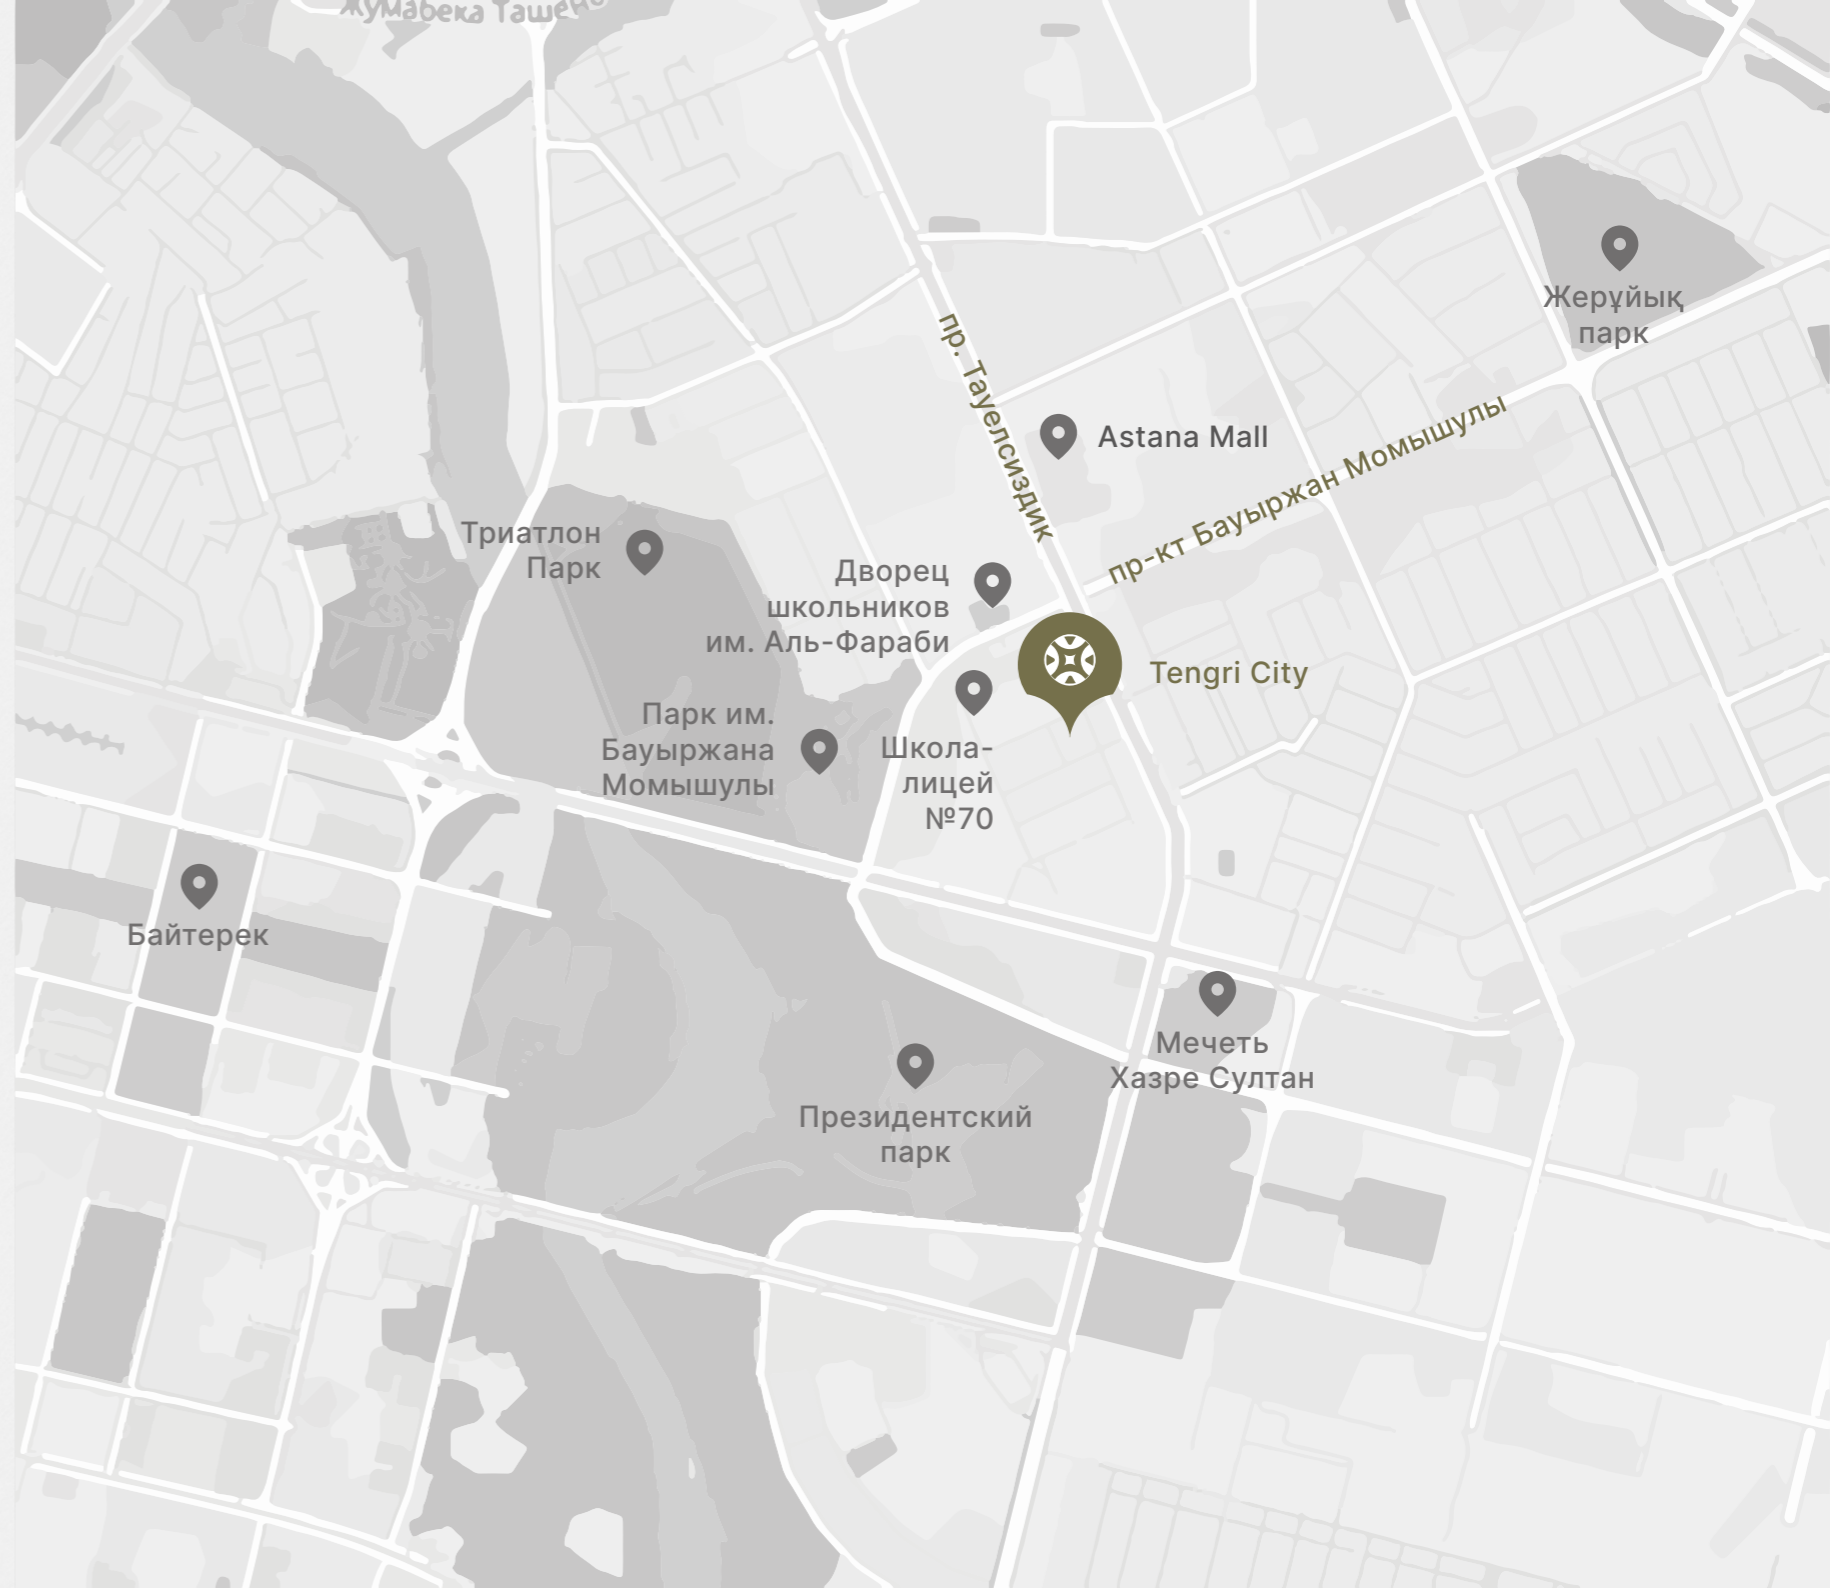 Жумабека Ташено
Жерұйық
парк
пр. Тауелсиздик
Astana Mall
пр-кт Бауыржан Момышулы
Триатлон
Парк
Дворец
школьников
им. Аль-Фараби
Tengri City
Парк им.
Бауыржана
Момышулы
Школа-
лицей
№70
Байтерек
Мечеть
Хазре Султан
Президентский
парк